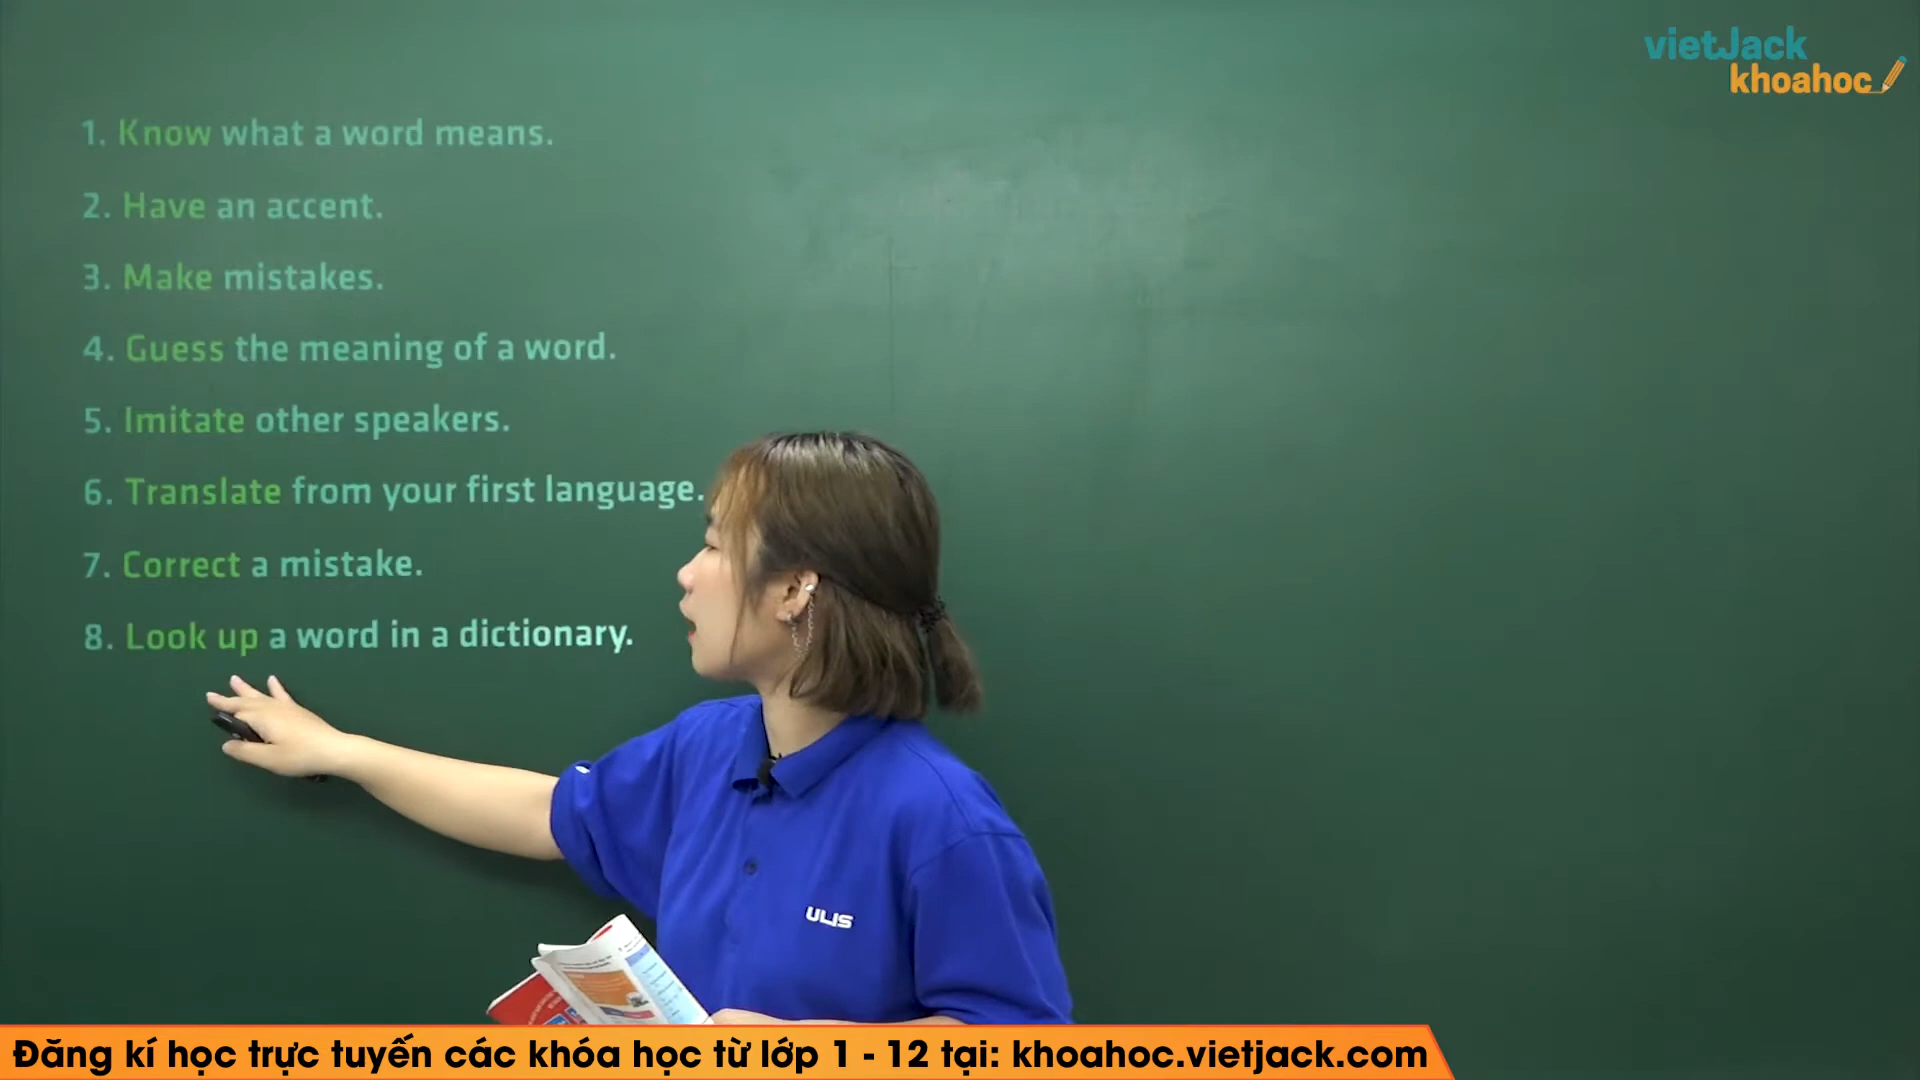 vietJack
khoahoc
1. Know what a word means.
2. Have an accent.
3. Make mistakes.
4. Guess the meaning of a word.
5. Imitate other speakers.
6. Translate from your first language.
7. Correct a mistake.
8. Look up a word in a dictionary.
ULIS
Đăng kí học trực tuyến các khóa học từ lớp 1 - 12 tại: khoahoc.vietjack.com